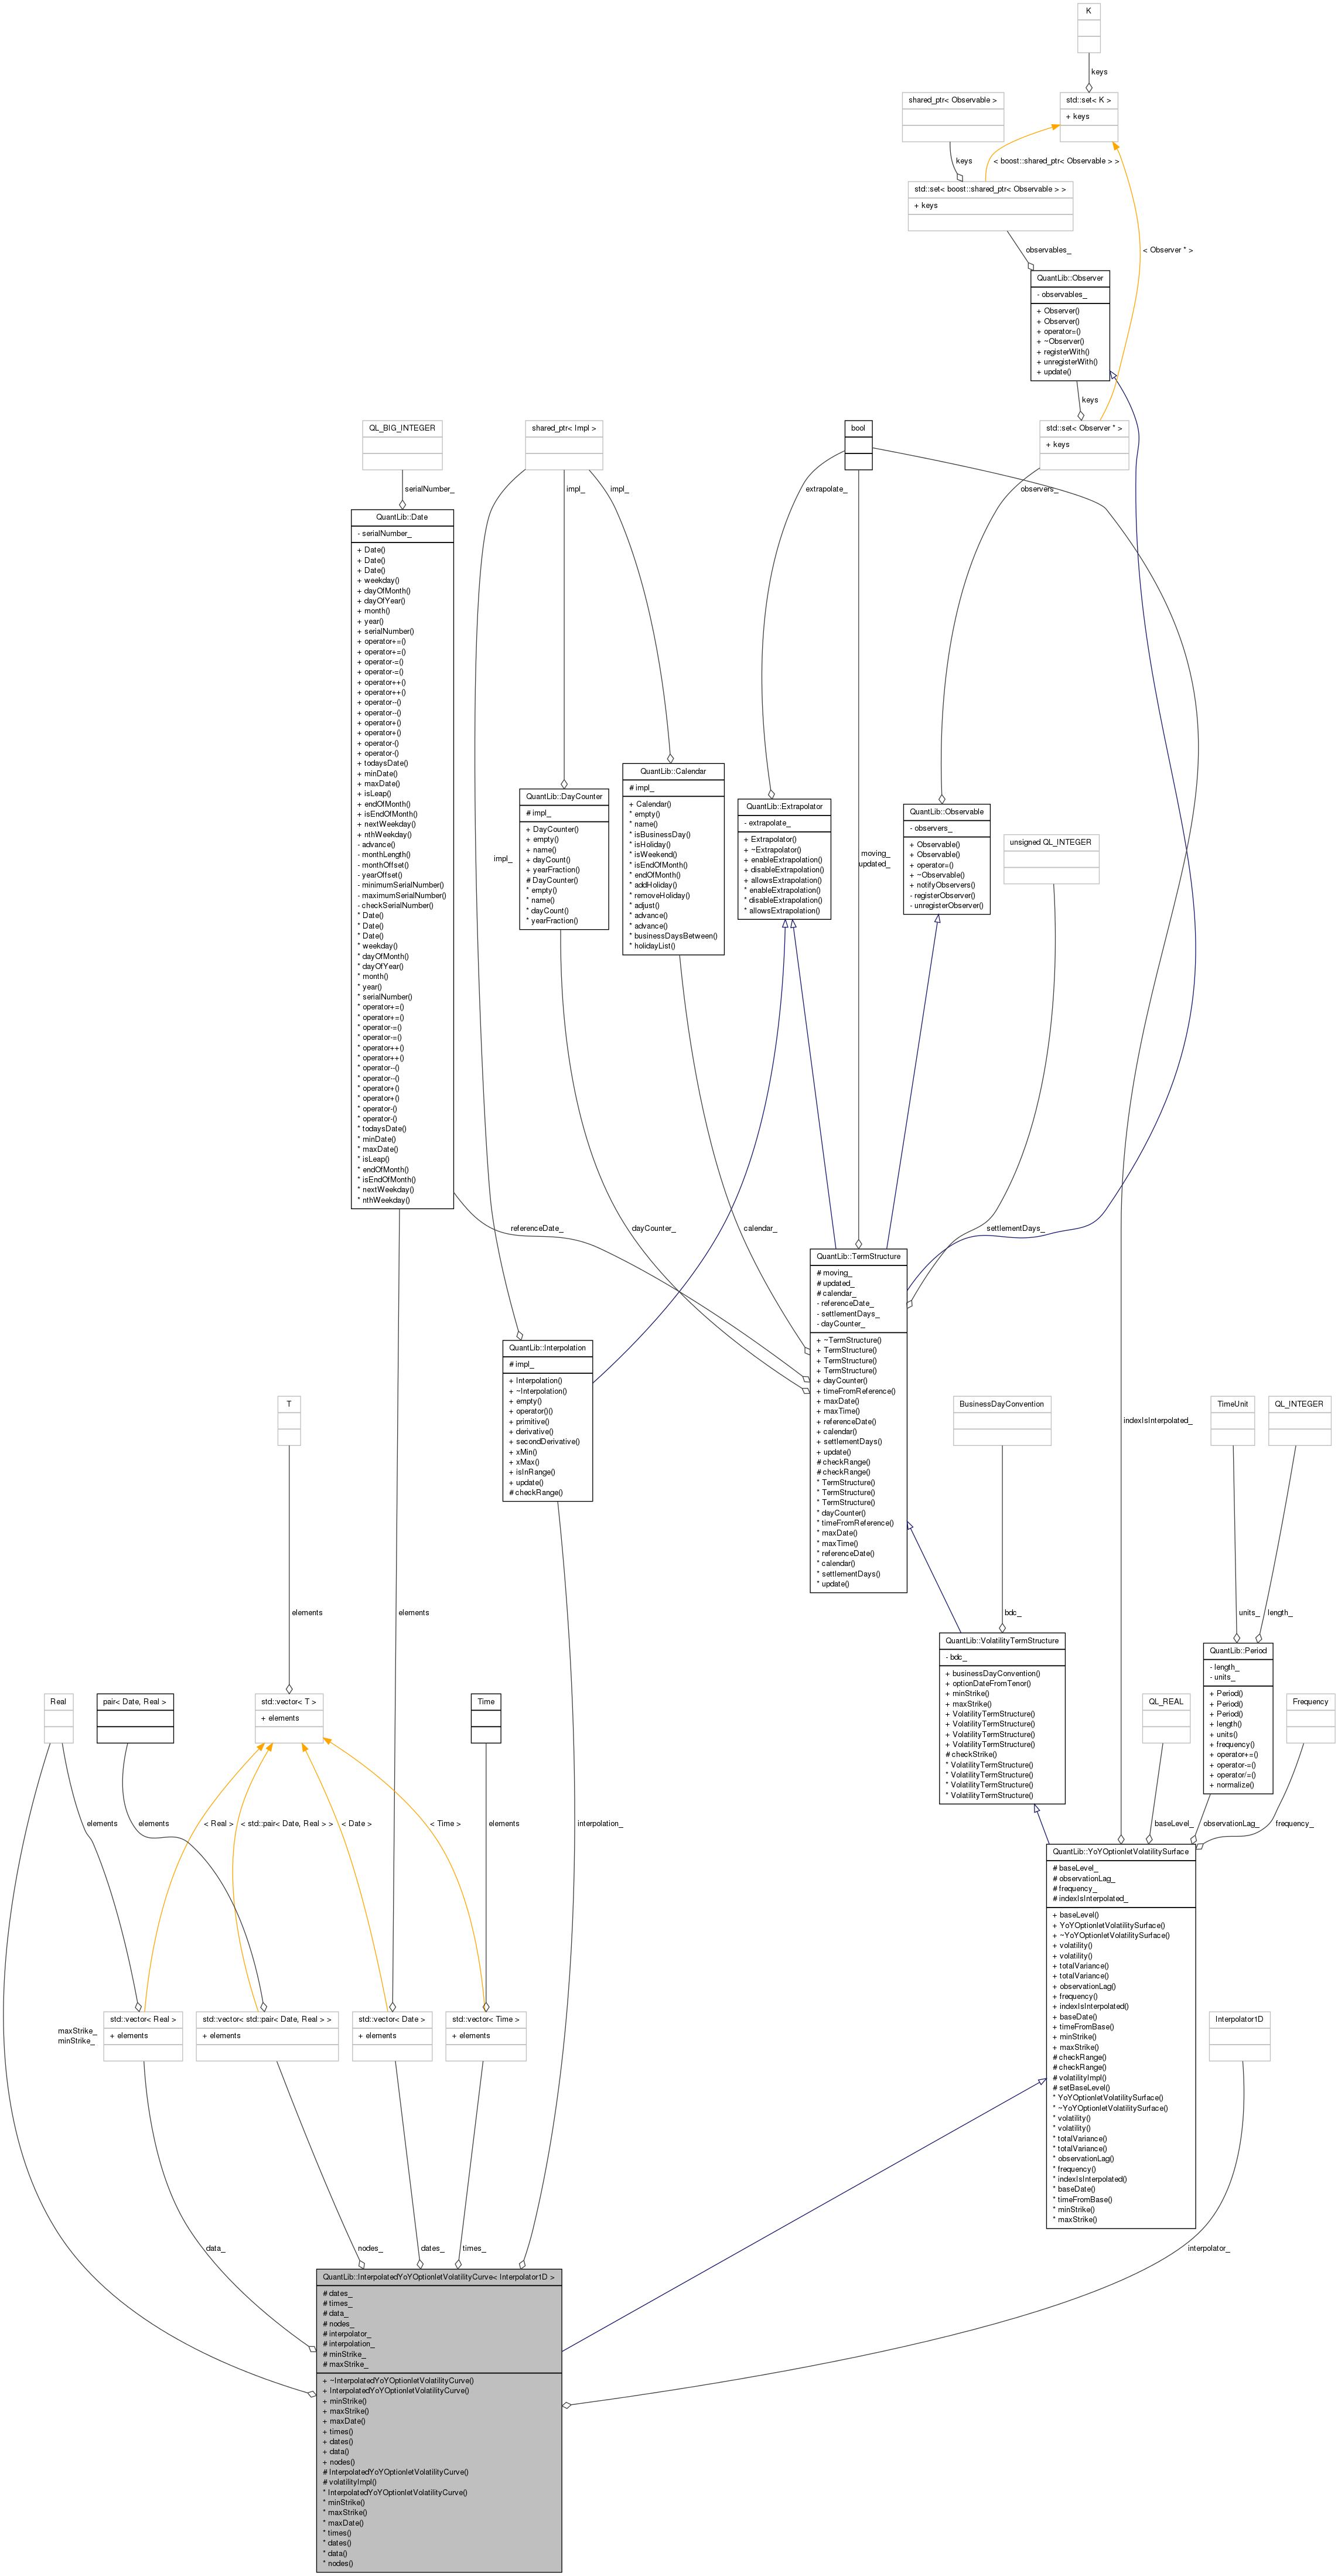 K
keys
shared_ptr< Observable >
std::set< K >
+ keys
keys
< boost::shared_ptr< Observable > >
std::set< boost::shared_ptr< Observable > >
+ keys
observables_
< Observer * >
QuantLib::Observer
- observables_
+ Observer()
+ Observer()
+ operator=()
+ ~Observer()
+ registerWith()
+ unregisterWith()
+ update()
keys
QL_BIG_INTEGER
shared_ptr< Impl >
bool
std::set< Observer * >
+ keys
serialNumber_
impl_
impl_
extrapolate_
observers_
QuantLib::Date
- serialNumber_
+ Date()
+ Date()
+ Date()
+ weekday()
+ dayOfMonth()
+ dayOfYear()
+ month()
+ year()
+ serialNumber()
+ operator+=()
+ operator+=()
+ operator-=()
+ operator-=()
+ operator++()
+ operator++()
+ operator--()
+ operator--()
+ operator+()
+ operator+()
+ operator-()
+ operator-()
+ todaysDate()
+ minDate()
+ maxDate()
+ isLeap()
+ endOfMonth()
+ isEndOfMonth()
+ nextWeekday()
+ nthWeekday()
- advance()
- monthLength()
- monthOffset()
- yearOffset()
- minimumSerialNumber()
- maximumSerialNumber()
- checkSerialNumber()
* Date()
* Date()
* Date()
* weekday()
* dayOfMonth()
* dayOfYear()
* month()
* year()
* serialNumber()
* operator+=()
* operator+=()
* operator-=()
* operator-=()
* operator++()
* operator++()
* operator--()
* operator--()
* operator+()
* operator+()
* operator-()
* operator-()
* todaysDate()
* minDate()
* maxDate()
* isLeap()
* endOfMonth()
* isEndOfMonth()
* nextWeekday()
* nthWeekday()
impl_
QuantLib::DayCounter
# impl_
+ DayCounter()
+ empty()
+ name()
+ dayCount()
+ yearFraction()
# DayCounter()
* empty()
* name()
* dayCount()
* yearFraction()
QuantLib::Calendar
# impl_
+ Calendar()
* empty()
* name()
* isBusinessDay()
* isHoliday()
* isWeekend()
* isEndOfMonth()
* endOfMonth()
* addHoliday()
* removeHoliday()
* adjust()
* advance()
* advance()
* businessDaysBetween()
* holidayList()
QuantLib::Extrapolator
- extrapolate_
+ Extrapolator()
+ ~Extrapolator()
+ enableExtrapolation()
+ disableExtrapolation()
+ allowsExtrapolation()
* enableExtrapolation()
* disableExtrapolation()
* allowsExtrapolation()
moving_
updated_
QuantLib::Observable
- observers_
+ Observable()
+ Observable()
+ operator=()
+ ~Observable()
+ notifyObservers()
- registerObserver()
- unregisterObserver()
unsigned QL_INTEGER
referenceDate_
dayCounter_
calendar_
settlementDays_
QuantLib::TermStructure
# moving_
# updated_
# calendar_
- referenceDate_
- settlementDays_
- dayCounter_
+ ~TermStructure()
+ TermStructure()
+ TermStructure()
+ TermStructure()
+ dayCounter()
+ timeFromReference()
+ maxDate()
+ maxTime()
+ referenceDate()
+ calendar()
+ settlementDays()
+ update()
# checkRange()
# checkRange()
* TermStructure()
* TermStructure()
* TermStructure()
* dayCounter()
* timeFromReference()
* maxDate()
* maxTime()
* referenceDate()
* calendar()
* settlementDays()
* update()
QuantLib::Interpolation
# impl_
+ Interpolation()
+ ~Interpolation()
+ empty()
+ operator()()
+ primitive()
+ derivative()
+ secondDerivative()
+ xMin()
+ xMax()
+ isInRange()
+ update()
# checkRange()
T
BusinessDayConvention
indexIsInterpolated_
TimeUnit
QL_INTEGER
elements
elements
bdc_
units_
length_
QuantLib::VolatilityTermStructure
- bdc_
+ businessDayConvention()
+ optionDateFromTenor()
+ minStrike()
+ maxStrike()
+ VolatilityTermStructure()
+ VolatilityTermStructure()
+ VolatilityTermStructure()
+ VolatilityTermStructure()
# checkStrike()
* VolatilityTermStructure()
* VolatilityTermStructure()
* VolatilityTermStructure()
* VolatilityTermStructure()
QuantLib::Period
- length_
- units_
+ Period()
+ Period()
+ Period()
+ length()
+ units()
+ frequency()
+ operator+=()
+ operator-=()
+ operator/=()
+ normalize()
Real
pair< Date, Real >
std::vector< T >
+ elements
Time
QL_REAL
Frequency
elements
elements
< Real >
< std::pair< Date, Real > >
< Date >
< Time >
elements
interpolation_
baseLevel_
observationLag_
frequency_
QuantLib::YoYOptionletVolatilitySurface
# baseLevel_
# observationLag_
# frequency_
# indexIsInterpolated_
+ baseLevel()
+ YoYOptionletVolatilitySurface()
+ ~YoYOptionletVolatilitySurface()
+ volatility()
+ volatility()
+ totalVariance()
+ totalVariance()
+ observationLag()
+ frequency()
+ indexIsInterpolated()
+ baseDate()
+ timeFromBase()
+ minStrike()
+ maxStrike()
# checkRange()
# checkRange()
# volatilityImpl()
# setBaseLevel()
* YoYOptionletVolatilitySurface()
* ~YoYOptionletVolatilitySurface()
* volatility()
* volatility()
* totalVariance()
* totalVariance()
* observationLag()
* frequency()
* indexIsInterpolated()
* baseDate()
* timeFromBase()
* minStrike()
* maxStrike()
maxStrike_
minStrike_
std::vector< Real >
+ elements
std::vector< std::pair< Date, Real > >
+ elements
std::vector< Date >
+ elements
std::vector< Time >
+ elements
Interpolator1D
data_
nodes_
dates_
times_
interpolator_
QuantLib::InterpolatedYoYOptionletVolatilityCurve< Interpolator1D >
# dates_
# times_
# data_
# nodes_
# interpolator_
# interpolation_
# minStrike_
# maxStrike_
+ ~InterpolatedYoYOptionletVolatilityCurve()
+ InterpolatedYoYOptionletVolatilityCurve()
+ minStrike()
+ maxStrike()
+ maxDate()
+ times()
+ dates()
+ data()
+ nodes()
# InterpolatedYoYOptionletVolatilityCurve()
# volatilityImpl()
* InterpolatedYoYOptionletVolatilityCurve()
* minStrike()
* maxStrike()
* maxDate()
* times()
* dates()
* data()
* nodes()